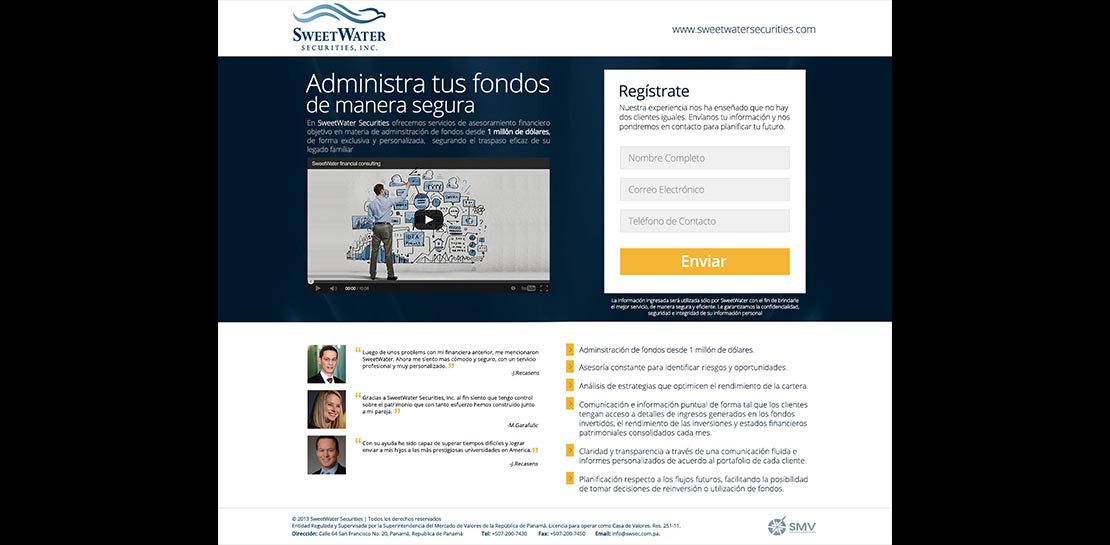 SWEETWATER
SECURITIES, INC.
www.sweetwatersecurities.com
Administra tus fondos
de manera segura
En SweetWater Securities ofrecemos servicios de asesoramiento financiero
objetivo en materia de adminsitración de fondos desde 1 millón de dólares,
de forma exclusiva y personalizada, segurando el traspaso eficaz de su
legado familiar
SweetWater financial consulting
IDEA
00:00 / 10:08
YouTube
Regístrate
Nuestra experiencia nos ha enseñado que no hay
dos clientes iguales. Envíanos tu información y nos
pondremos en contacto para planificar tu futuro.
Nombre Completo
Correo Electrónico
Teléfono de Contacto
Enviar
La información ingresada será utilizada sólo por SweetWater con el fin de brindarle
el mejor servicio, de manera segura y eficiente. Le garantizamos la confidencialidad,
seguridad e integridad de su información personal
“ Luego de unos problems con mi financiera anterior, me mencionaron
SweetWater. Ahora me siento mas cómodo y seguro, con un servicio
profesional y muy personalizado. ”
-J.Recasens
“ Gracias a SweetWater Securities, Inc. al fin siento que tengo control
sobre el patrimonio que con tanto esfuerzo hemos construido junto
a mi pareja. ”
-M.Garafulic
“ Con su ayuda he sido capaz de superar tiempos difíciles y lograr
enviar a mis hijos a las más prestigiosas universidades en America. ”
-J.Recasens
Adminsitración de fondos desde 1 millón de dólares.
Asesoría constante para identificar riesgos y oportunidades.
Análisis de estrategias que optimicen el rendimiento de la cartera.
Comunicación e información puntual de forma tal que los clientes
tengan acceso a detalles de ingresos generados en los fondos
invertidos, el rendimiento de las inversiones y estados financieros
patrimoniales consolidados cada mes.
Claridad y transparencia a través de una comunicación fluida e
informes personalizados de acuerdo al portafolio de cada cliente.
Planificación respecto a los flujos futuros, facilitando la posibilidad
de tomar decisiones de reinversión o utilización de fondos.
© 2013 SweetWater Securities | Todos los derechos reservados
Entidad Regulada y Supervisada por la Superintendencia del Mercado de Valores de la República de Panamá. Licencia para operar como Casa de Valores. Res. 251-11.
Dirección: Calle 64 San Francisco No. 20, Panamá, Republica de Panamá Tel: +507-200-7430 Fax: +507-200-7450 Email: info@swsec.com.pa.
SMV